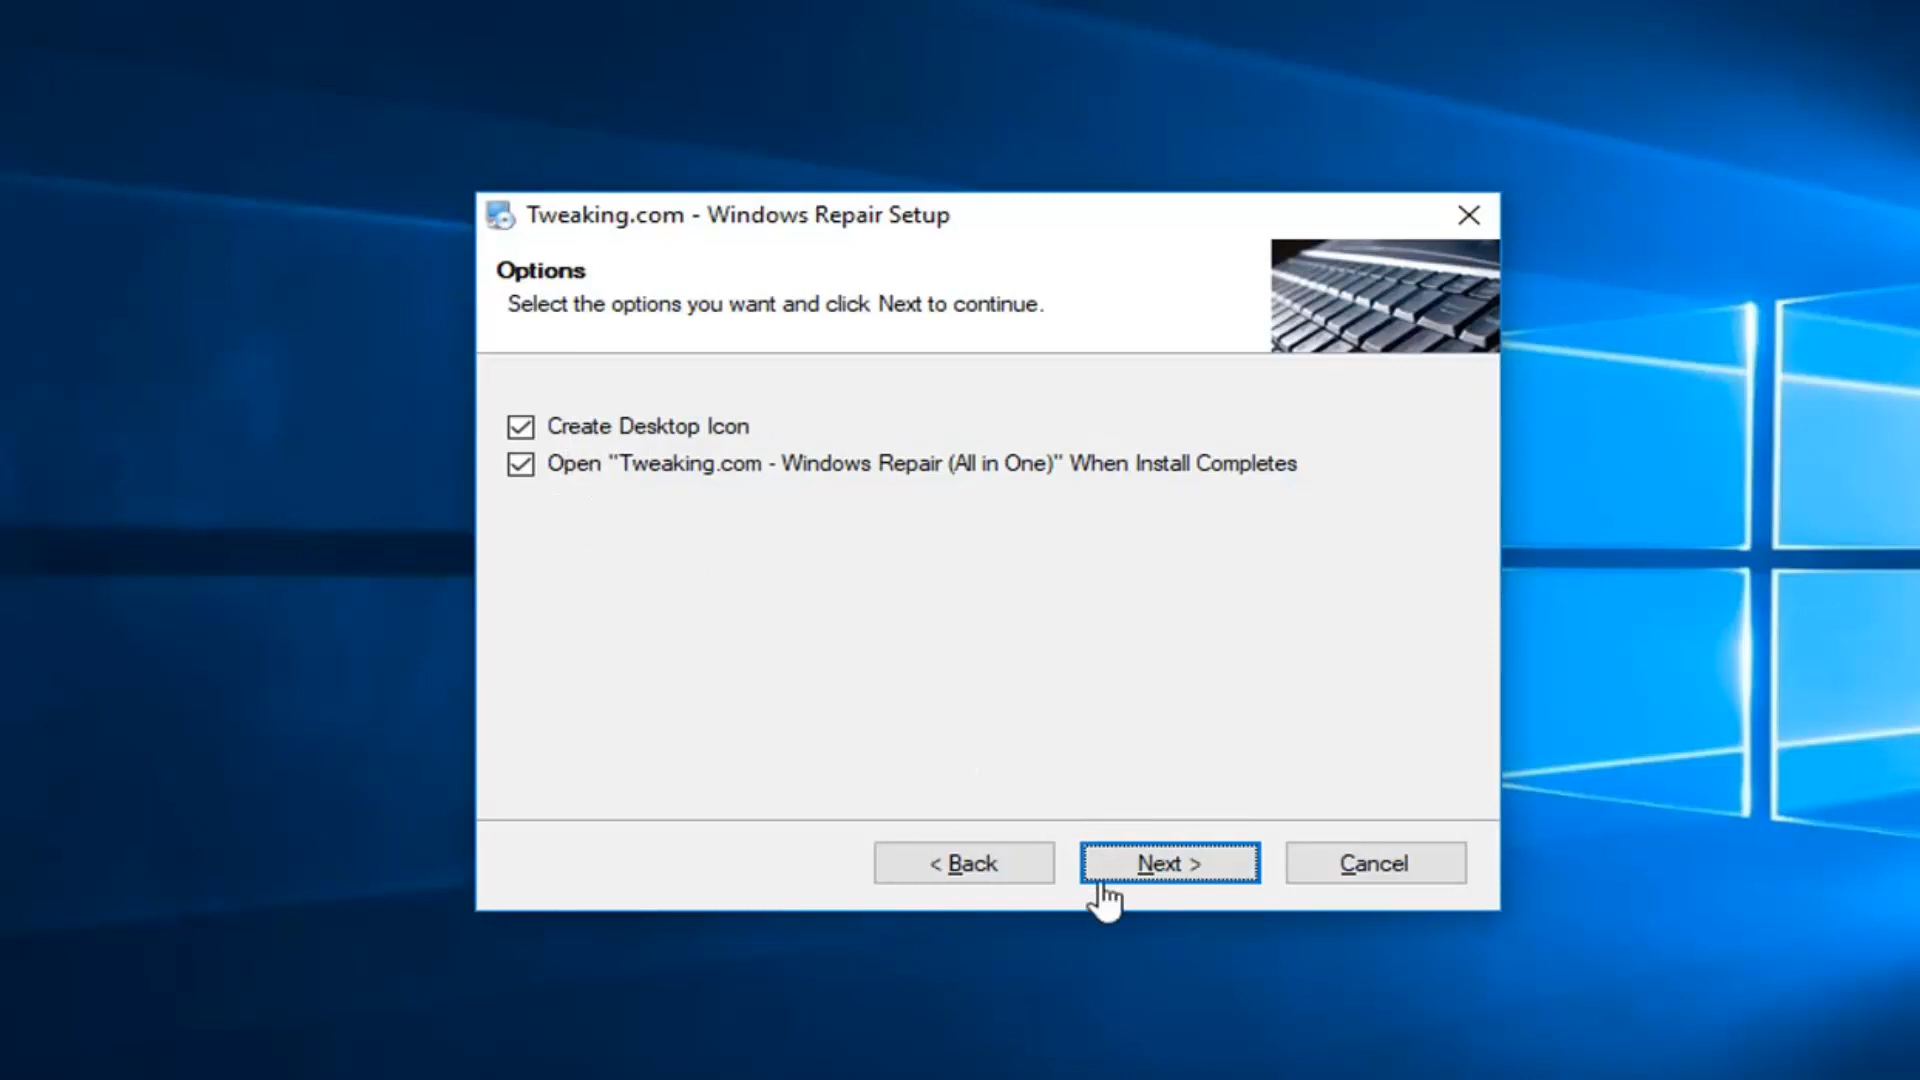 Tweaking.com - Windows Repair Setup
Options
Select the options you want and click Next to continue.
Create Desktop Icon
Open "Tweaking.com - Windows Repair (All in One)" When Install Completes
< Back
Next >
Cancel